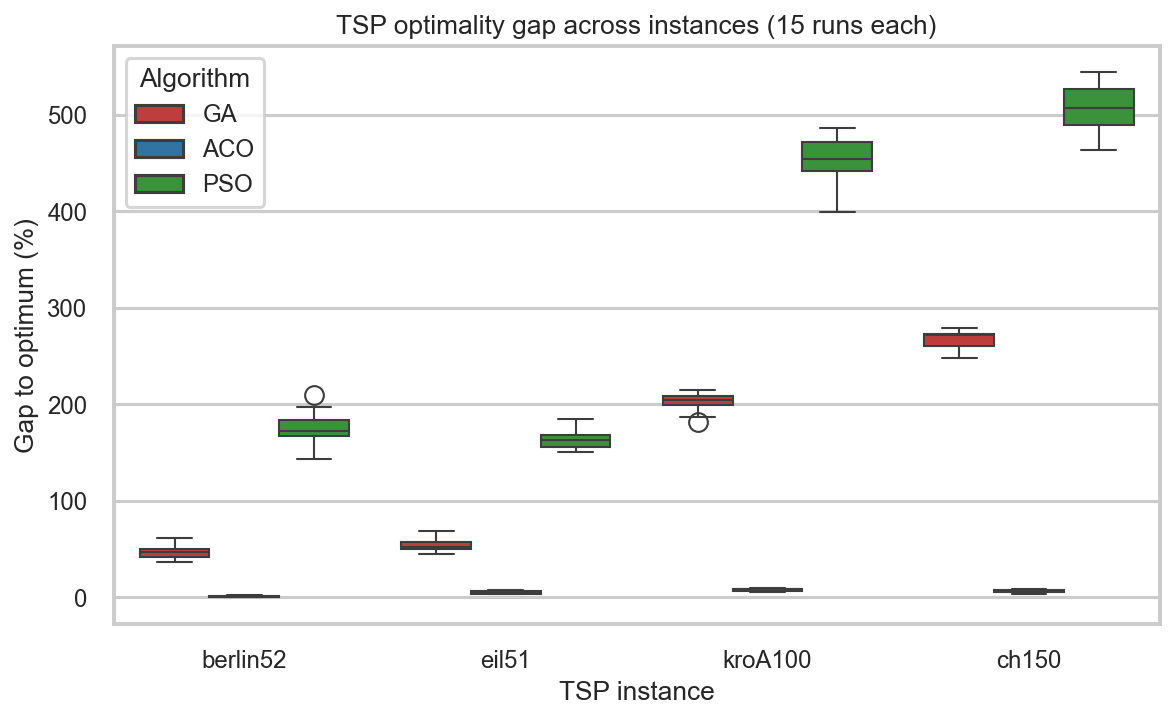 TSP optimality gap across instances (15 runs each)
Algorithm
GA
ACO
PSO
Gap to optimum (%)
500
400
300
200
100
0
berlin52
eil51
kroA100
ch150
TSP instance